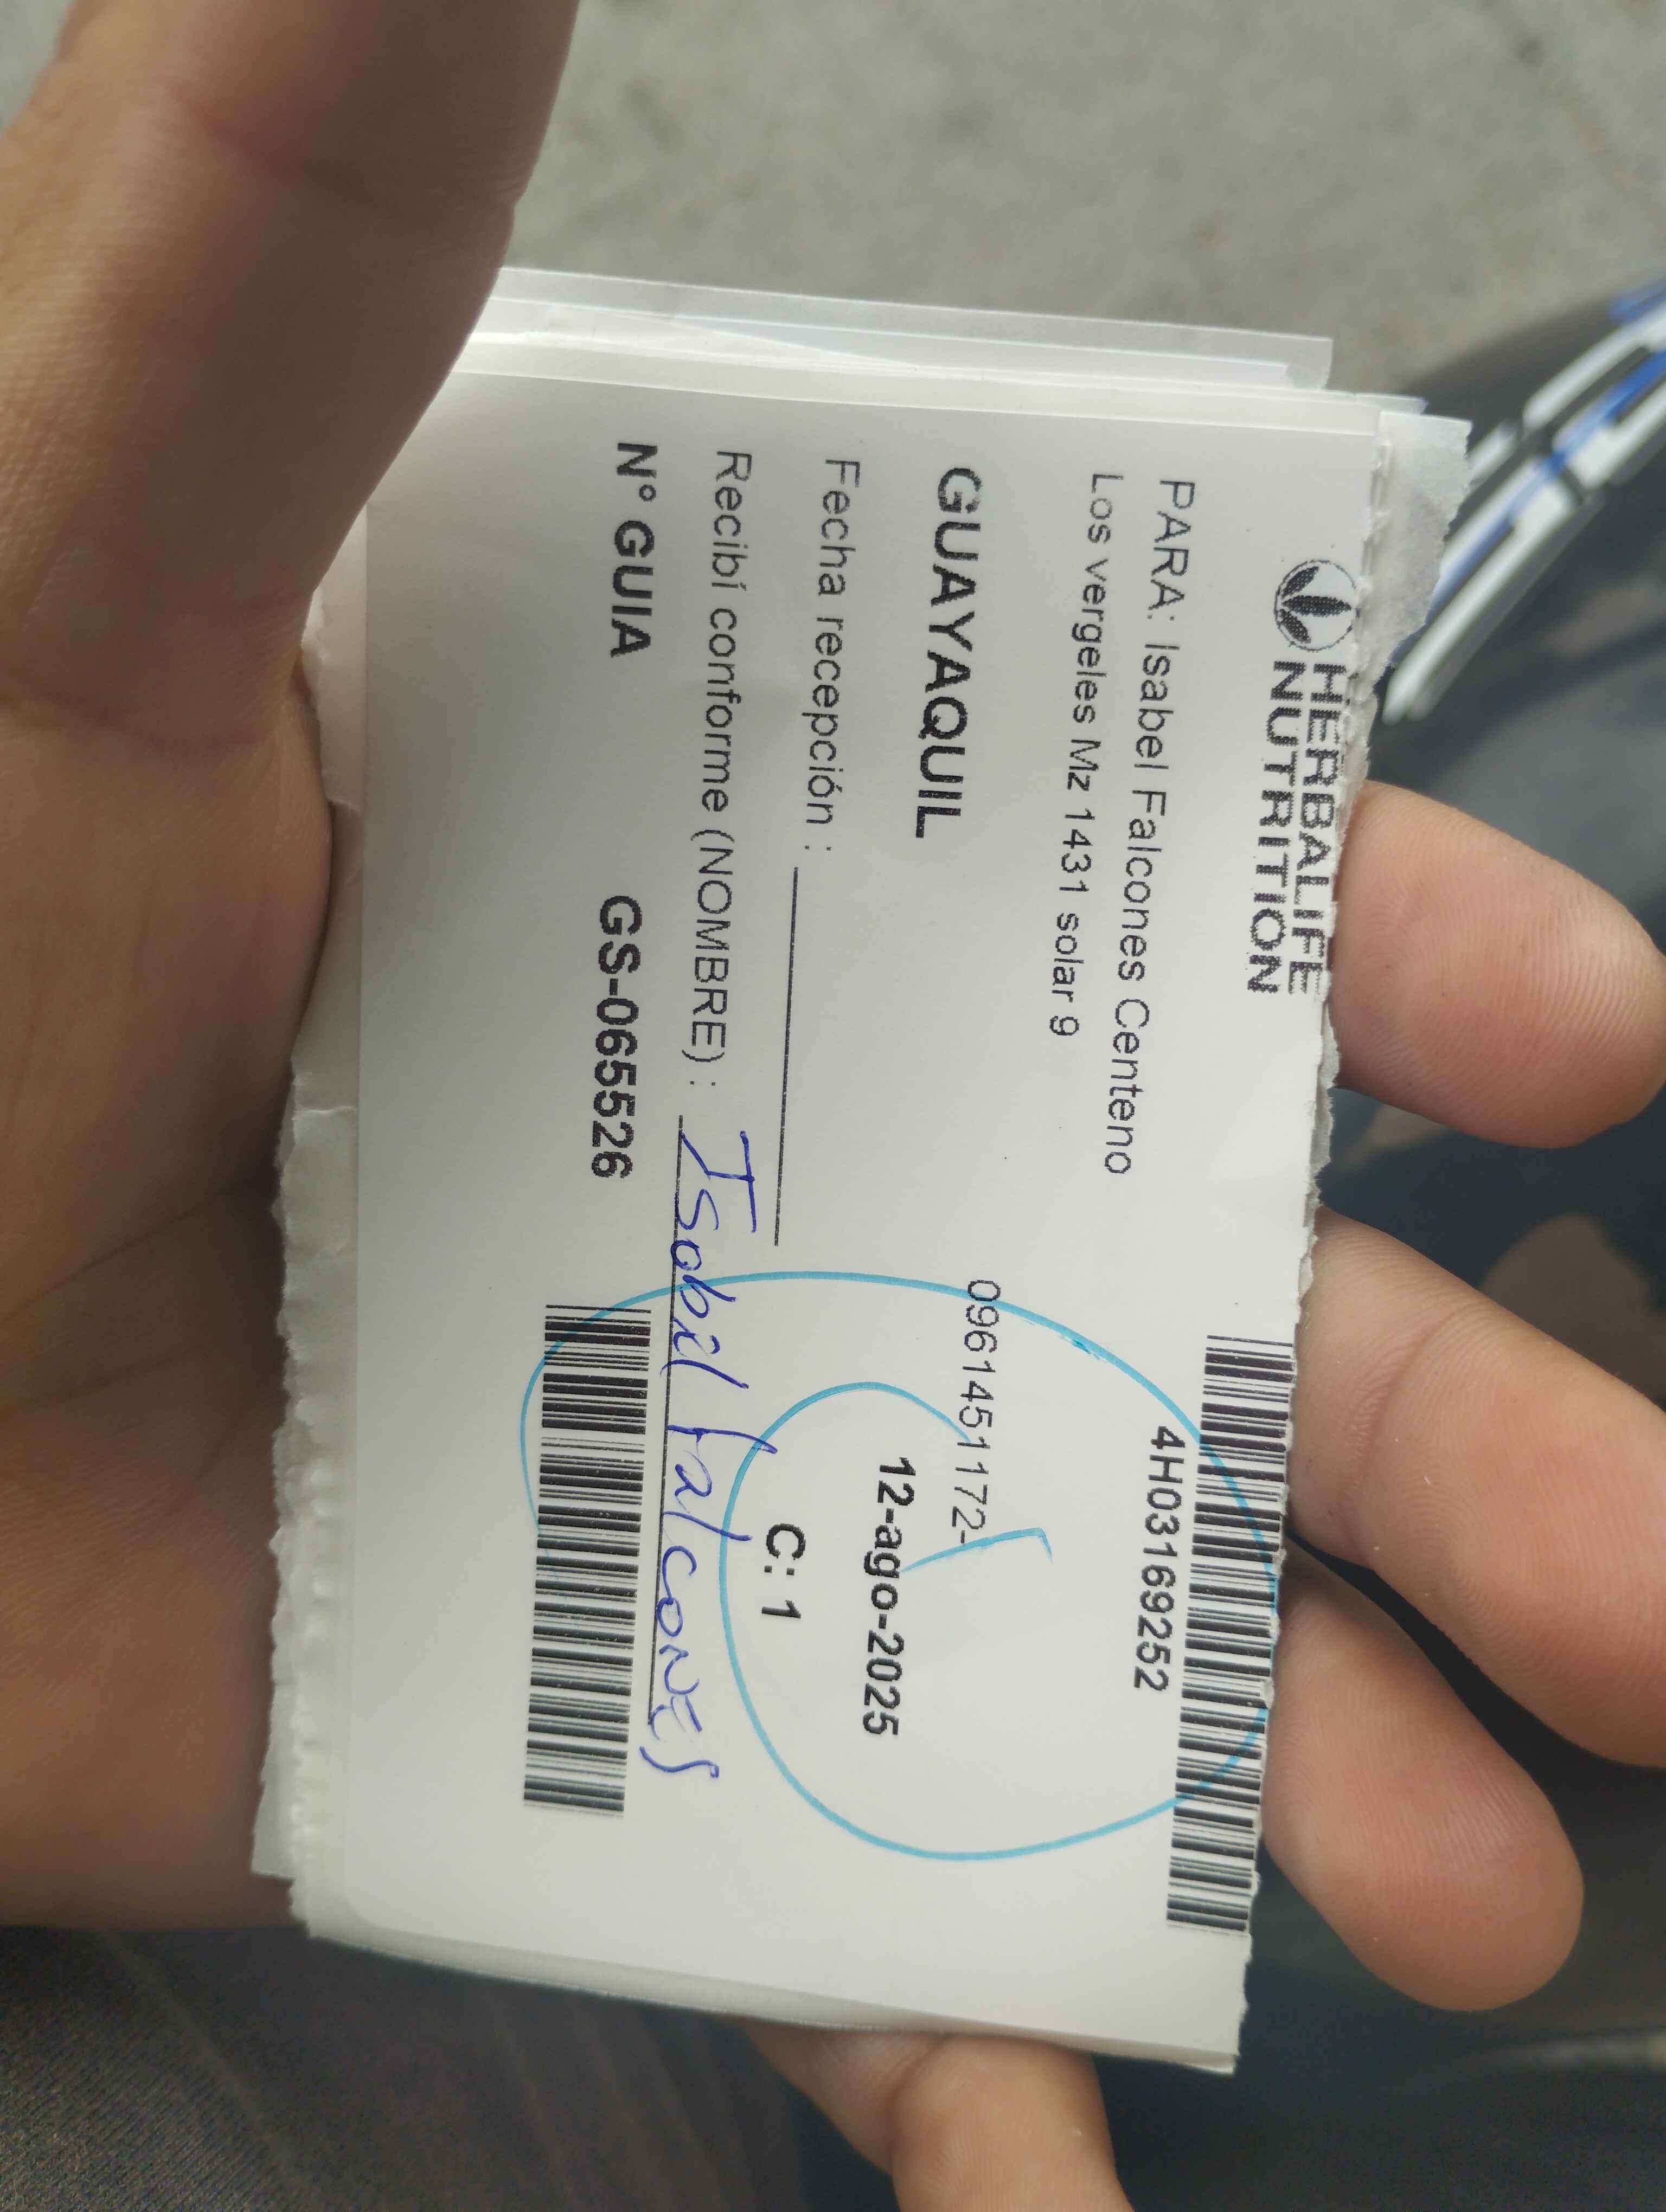 HERBALIFE
NUTRITION
4H03169252
PARA: Isabel Falcones Centeno
Los vergeles Mz 1431 solar 9
0961451172-
GUAYAQUIL
12-ago-2025
Fecha recepción :
C: 1
Recibí conforme (NOMBRE) : Isabel Falcones
N° GUIA GS-065526